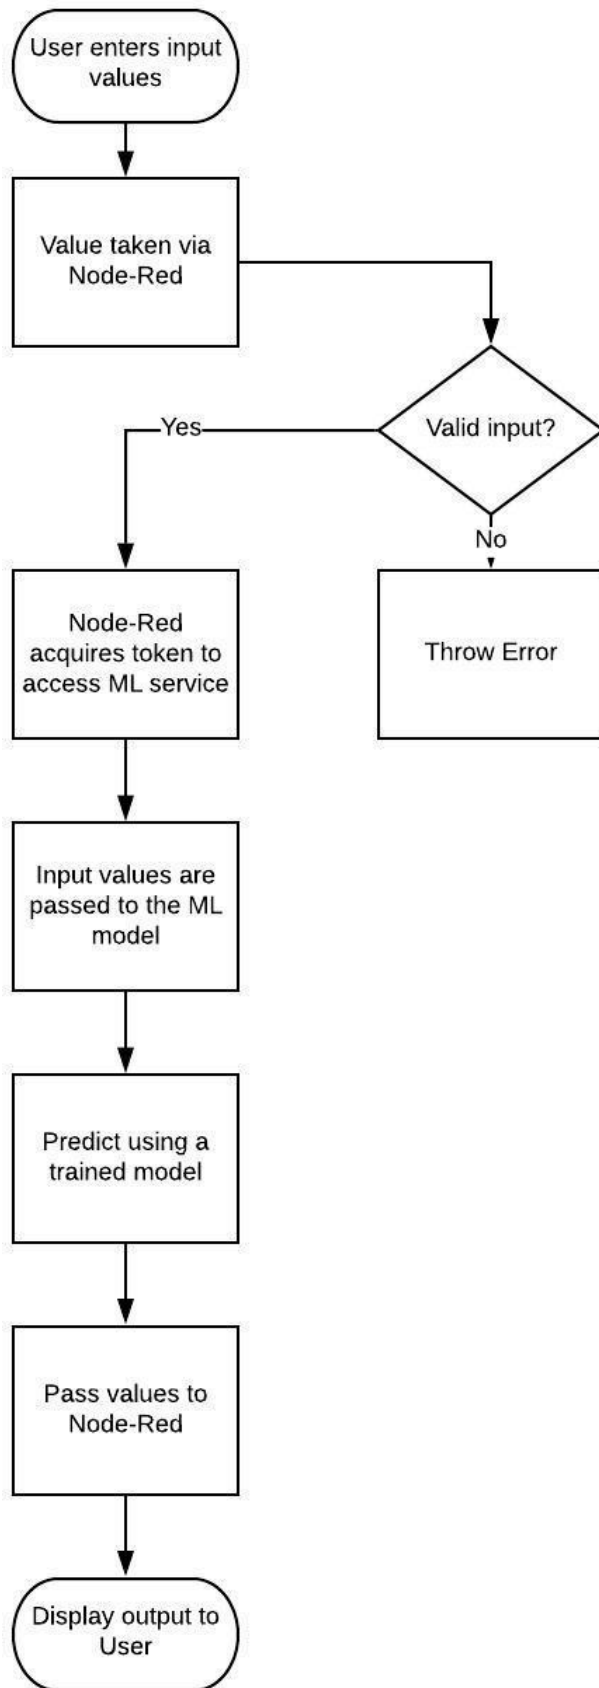 User enters input
values
Value taken via
Node-Red
Valid input?
Yes
No
Node-Red
acquires token to
access ML service
Throw Error
Input values are
passed to the ML
model
Predict using a
trained model
Pass values to
Node-Red
Display output to
User